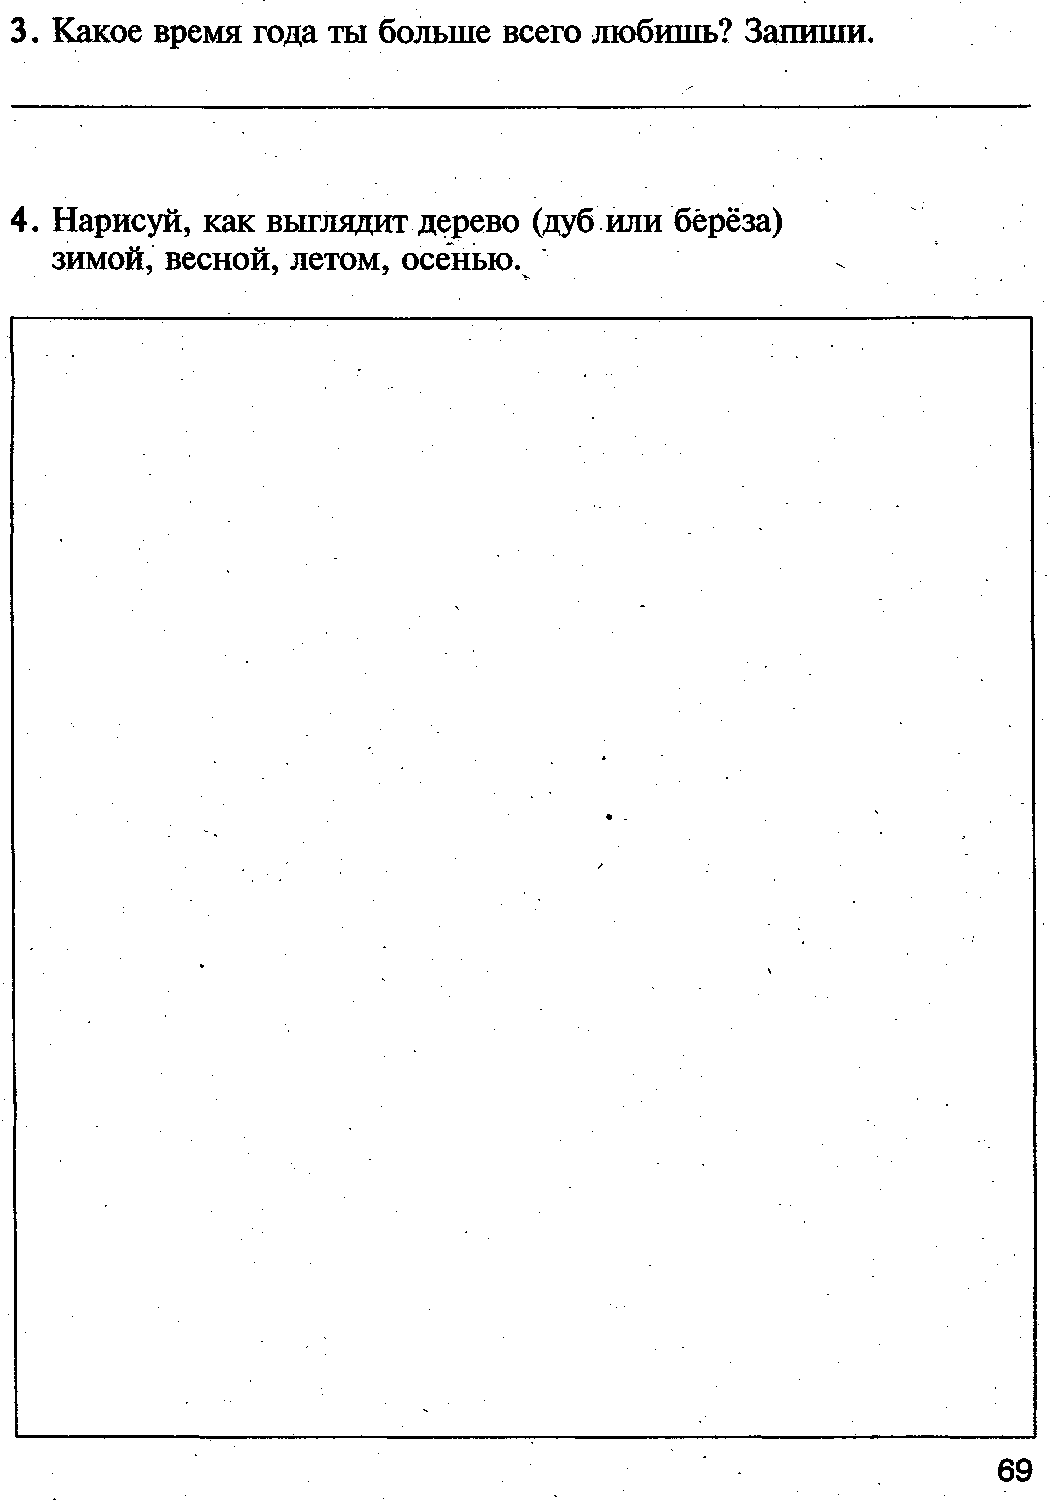 3. Какое время года ты больше всего любишь? Запиши.
4. Нарисуй, как выглядит дерево (дуб или берёза)
зимой, весной, летом, осенью.
69